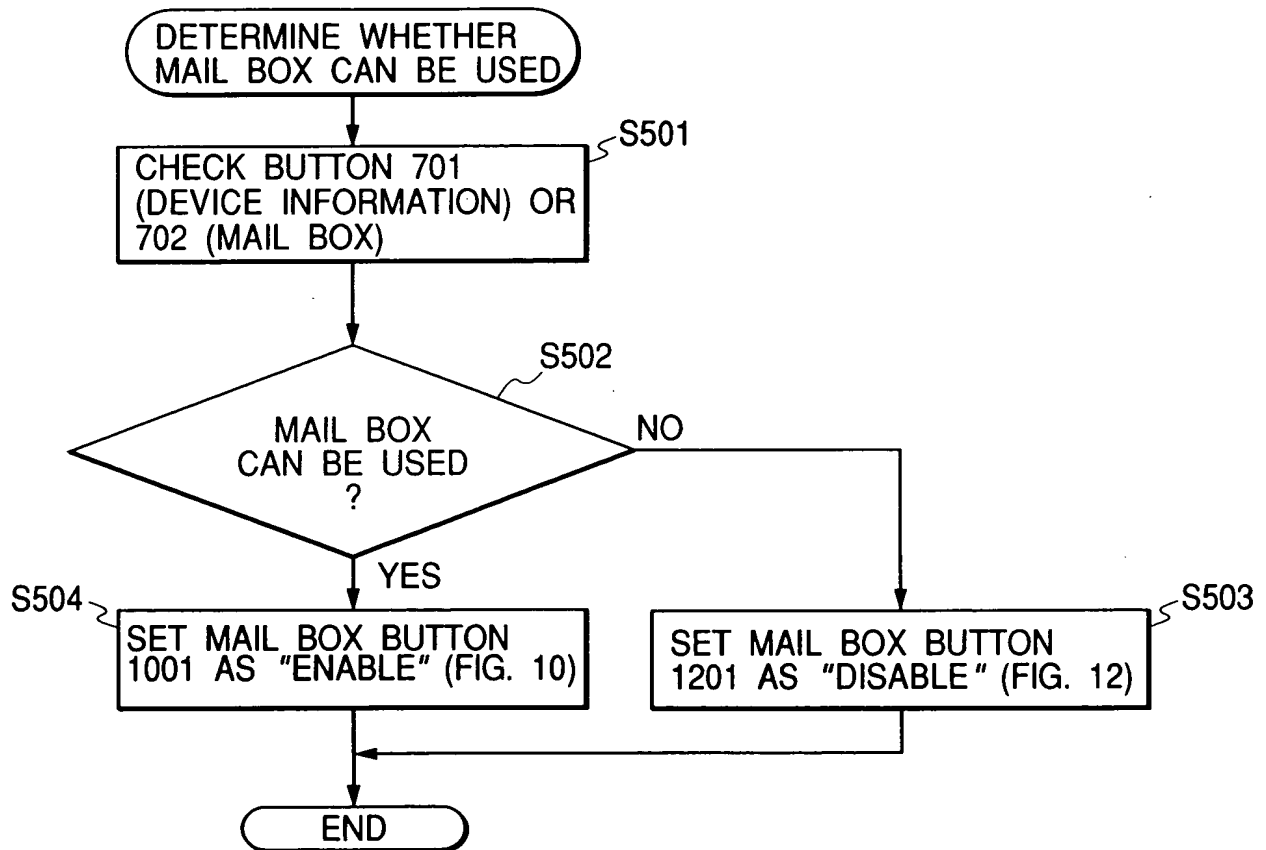 DETERMINE WHETHER
MAIL BOX CAN BE USED
S501
CHECK BUTTON 701
(DEVICE INFORMATION) OR
702 (MAIL BOX)
S502
MAIL BOX
CAN BE USED
?
NO
YES
S504
SET MAIL BOX BUTTON
1001 AS "ENABLE" (FIG. 10)
S503
SET MAIL BOX BUTTON
1201 AS "DISABLE" (FIG. 12)
END